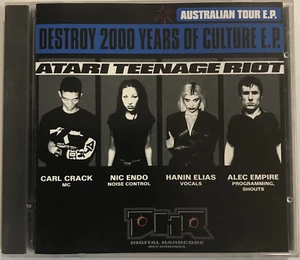 AUSTRALIAN TOUR E.P.
DESTROY 2000 YEARS OF CULTURE E.P.
ATARI TEENAGE RIOT
CARL CRACK
MC
NIC ENDO
NOISE CONTROL
HANIN ELIAS
VOCALS
ALEC EMPIRE
PROGRAMMING,
SHOUTS
DHR
DIGITAL HARDCORE
RECORDINGS